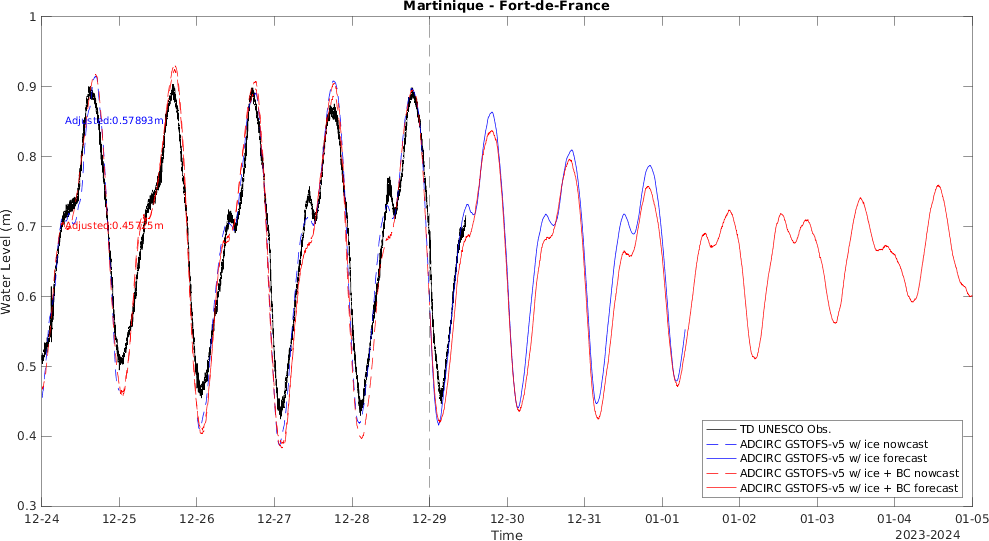 Martinique - Fort-de-France
1
0.9
0.8
0.7
0.6
0.5
0.4
0.3
Water Level (m)
Adjusted:0.57893m
Adjusted:0.45725m
TD UNESCO Obs.
ADCIRC GSTOFS-v5 w/ ice nowcast
ADCIRC GSTOFS-v5 w/ ice forecast
ADCIRC GSTOFS-v5 w/ ice + BC nowcast
ADCIRC GSTOFS-v5 w/ ice + BC forecast
12-24 12-25 12-26 12-27 12-28 12-29 12-30 12-31 01-01 01-02 01-03 01-04 01-05
Time
2023-2024